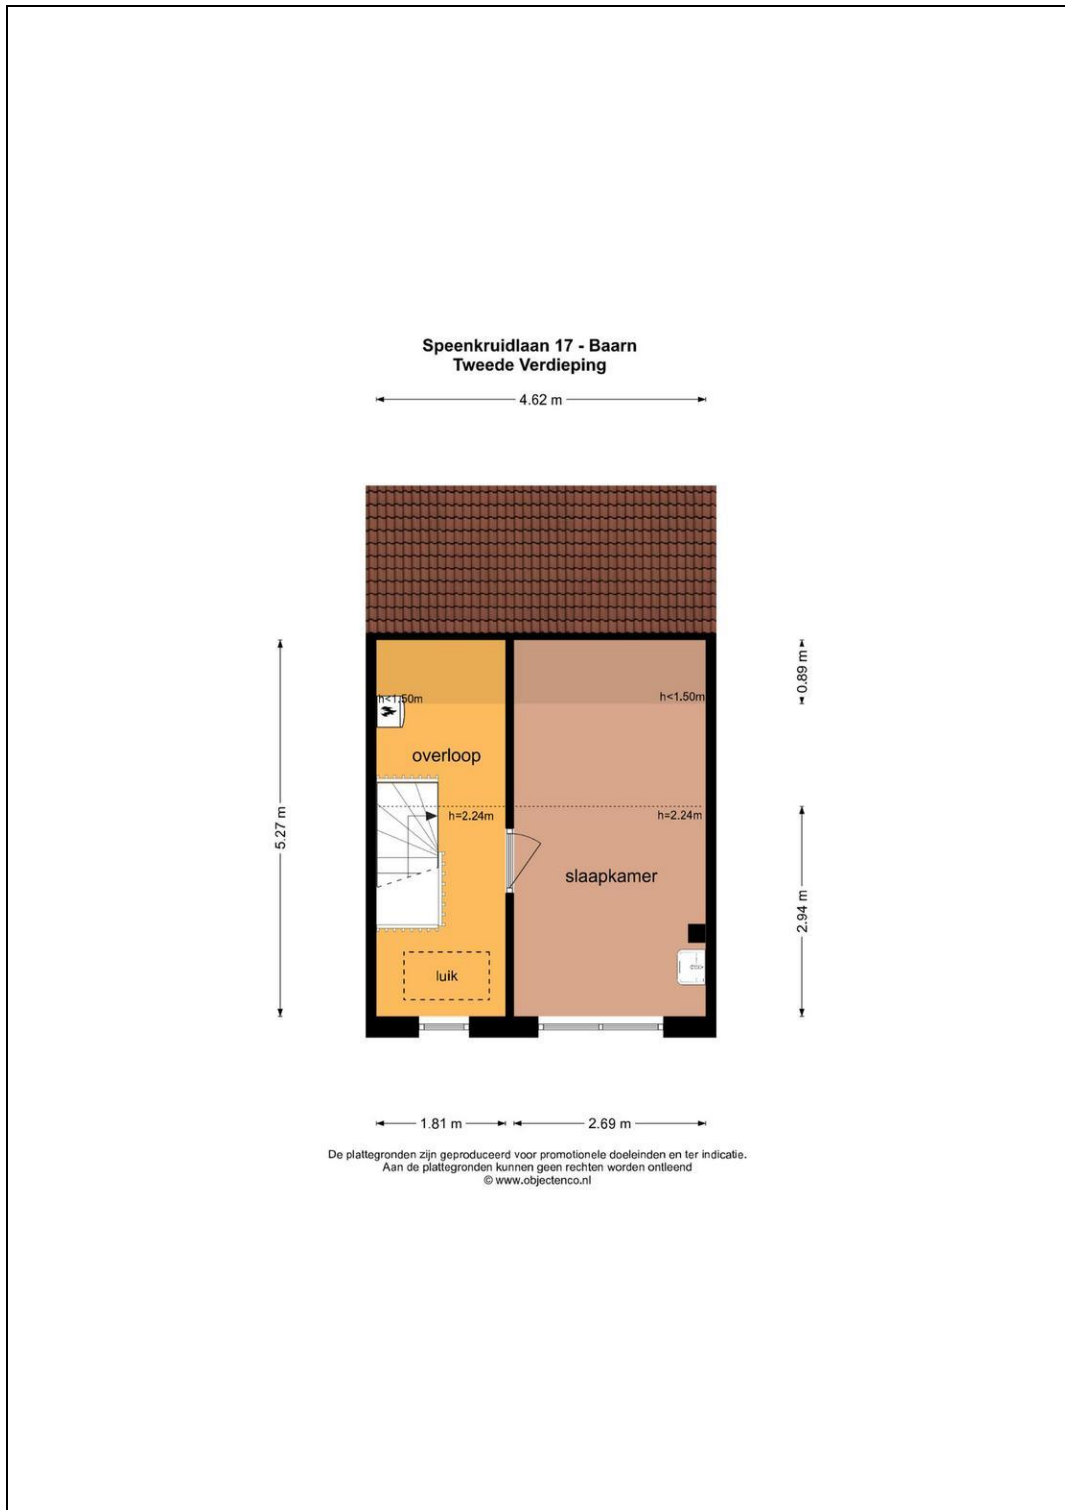 Speenkruidlaan 17 - Baarn
Tweede Verdieping
4.62 m
h<1.50m
h<1.50m
0.89 m
overloop
h=2.24m
h=2.24m
5.27 m
slaapkamer
2.94 m
luik
1.81 m
2.69 m
De plattegronden zijn geproduceerd voor promotionele doeleinden en ter indicatie.
Aan de plattegronden kunnen geen rechten worden ontleend
© www.objectenco.nl